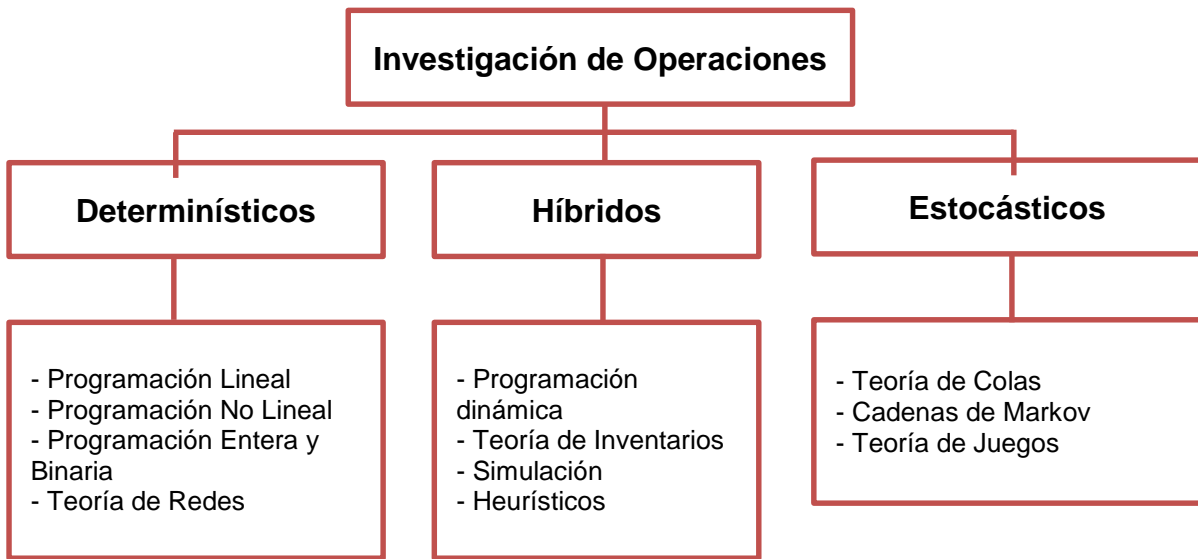 Investigación de Operaciones
Determinísticos
Híbridos
Estocásticos
- Programación Lineal
- Programación No Lineal
- Programación Entera y
Binaria
- Teoría de Redes
- Programación
dinámica
- Teoría de Inventarios
- Simulación
- Heurísticos
- Teoría de Colas
- Cadenas de Markov
- Teoría de Juegos